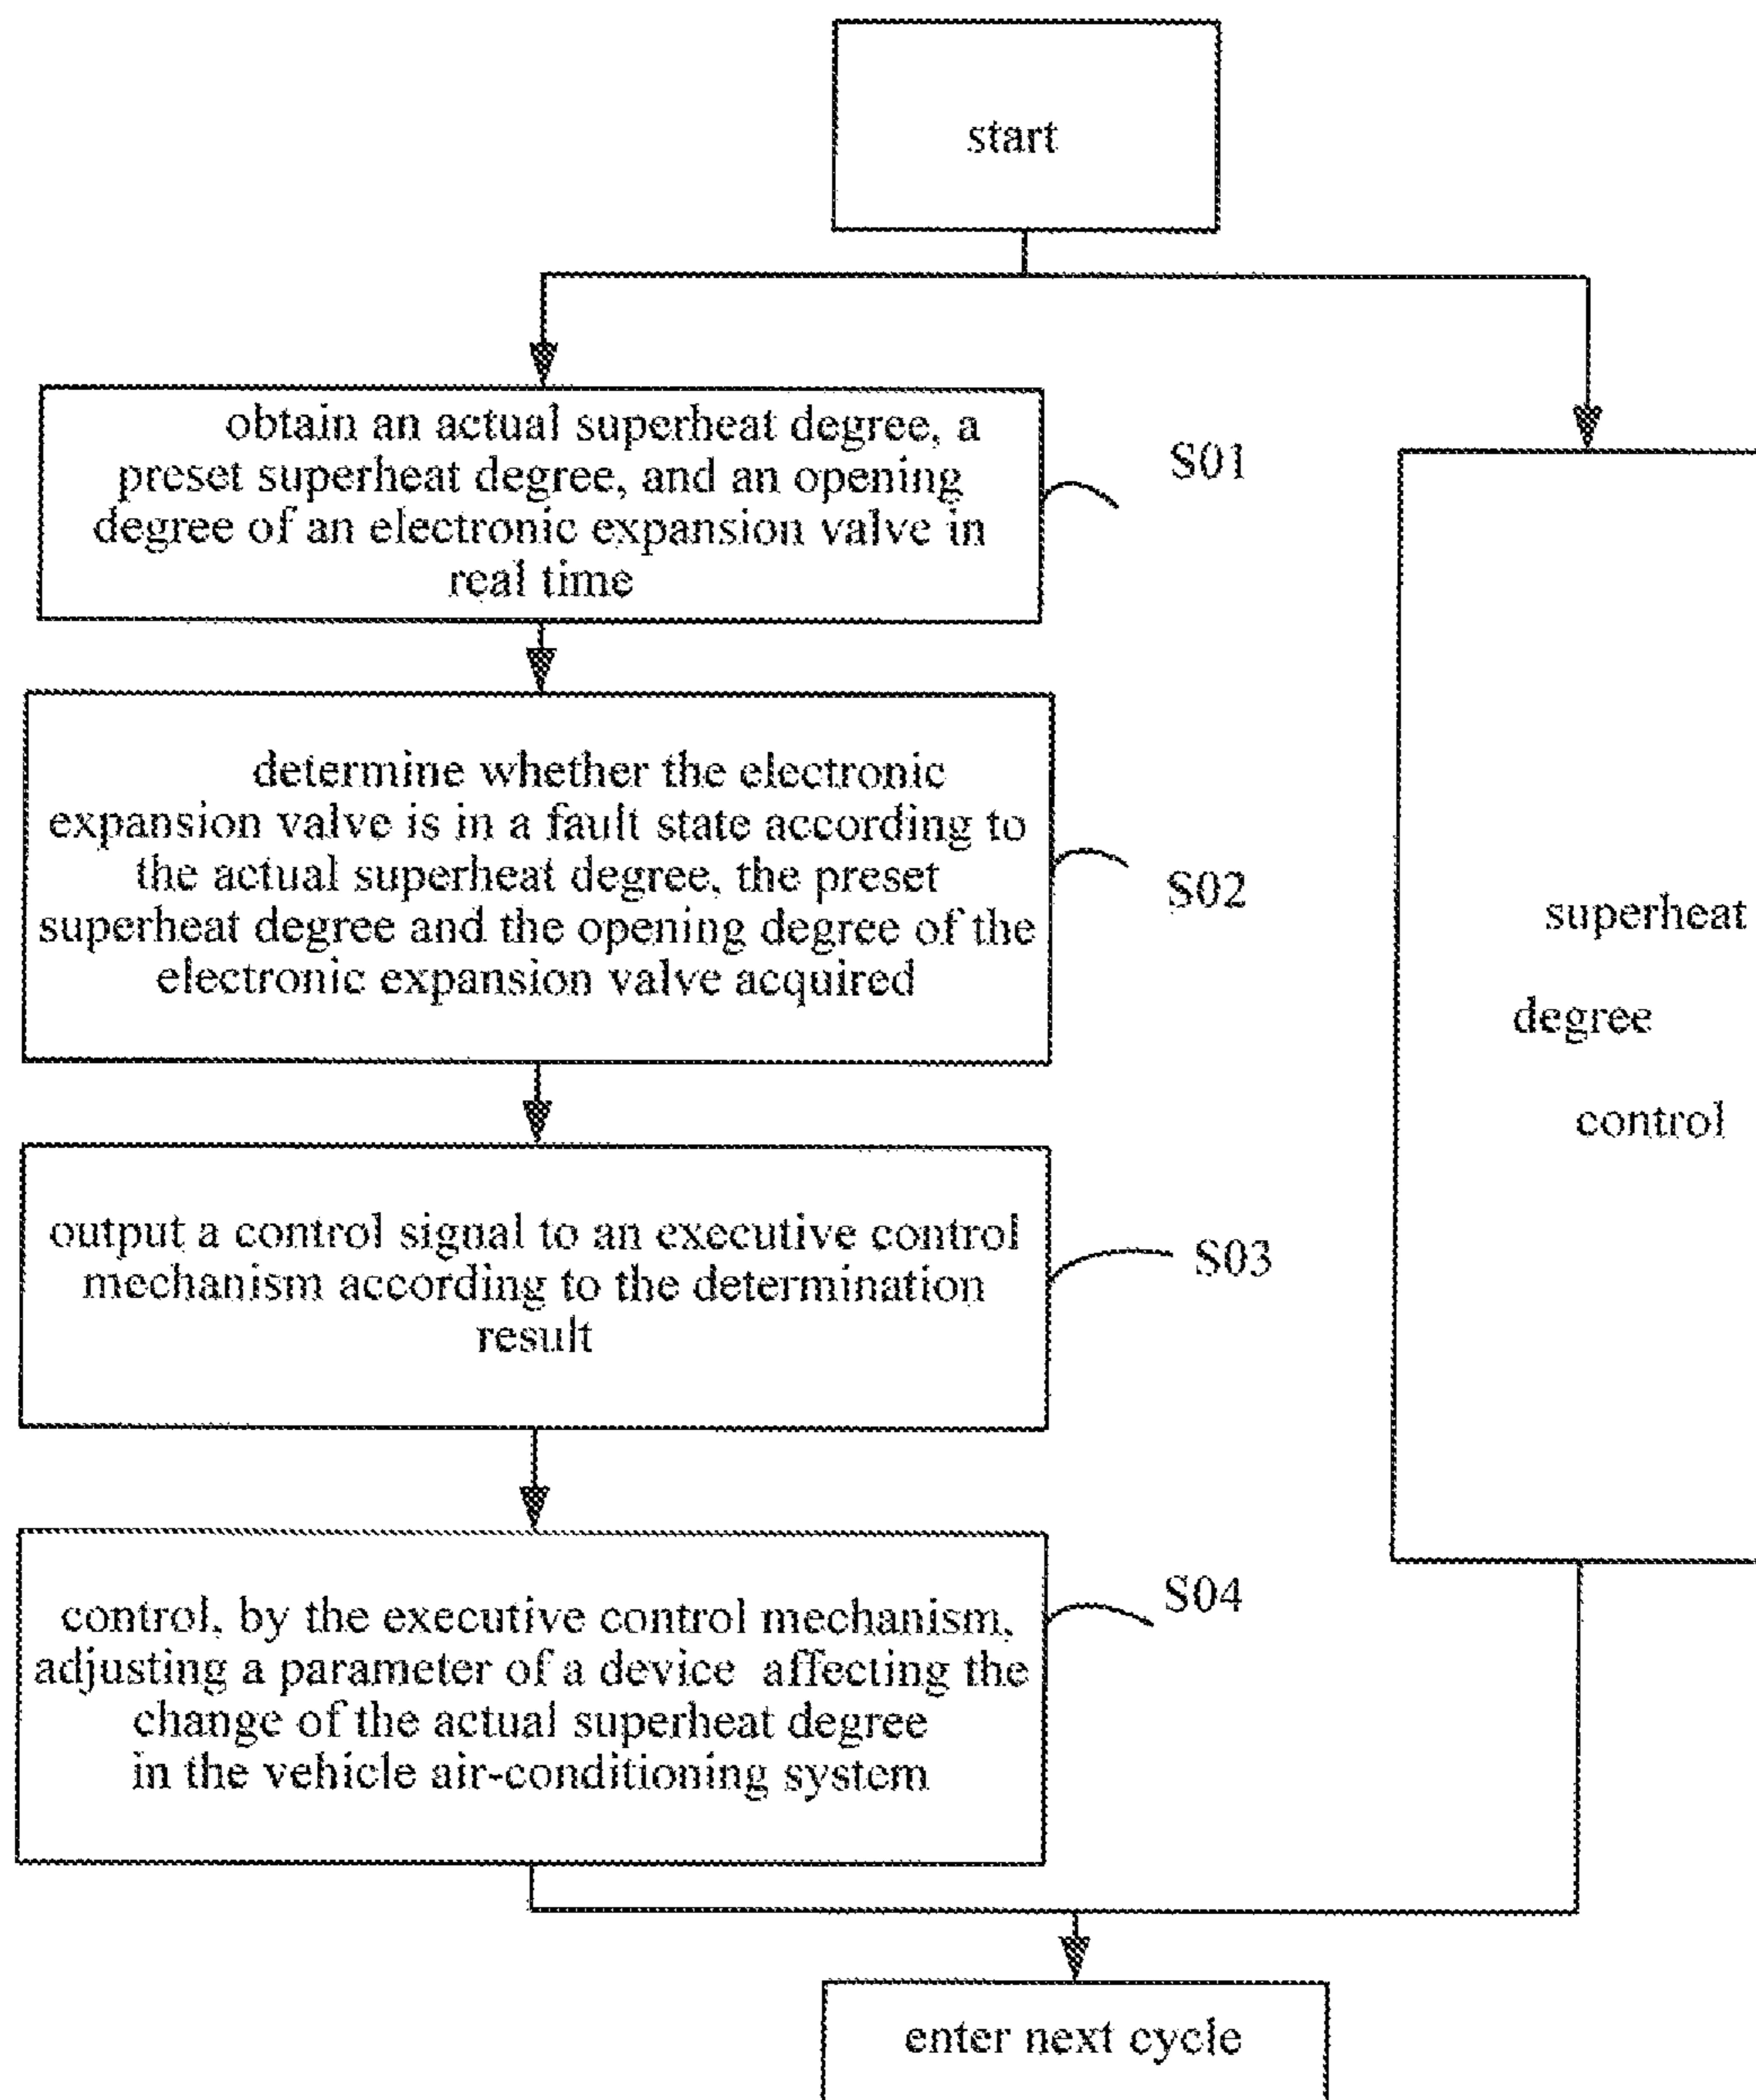 start
obtain an actual superheat degree, a
preset superheat degree, and an opening
degree of an electronic expansion valve in
real time
S01
determine whether the electronic
expansion valve is in a fault state according to
the actual superheat degree, the preset
superheat degree and the opening degree of the
electronic expansion valve acquired
S02
output a control signal to an executive control
mechanism according to the determination
result
S03
control, by the executive control mechanism,
adjusting a parameter of a device affecting the
change of the actual superheat degree
in the vehicle air-conditioning system
S04
superheat
degree
control
enter next cycle